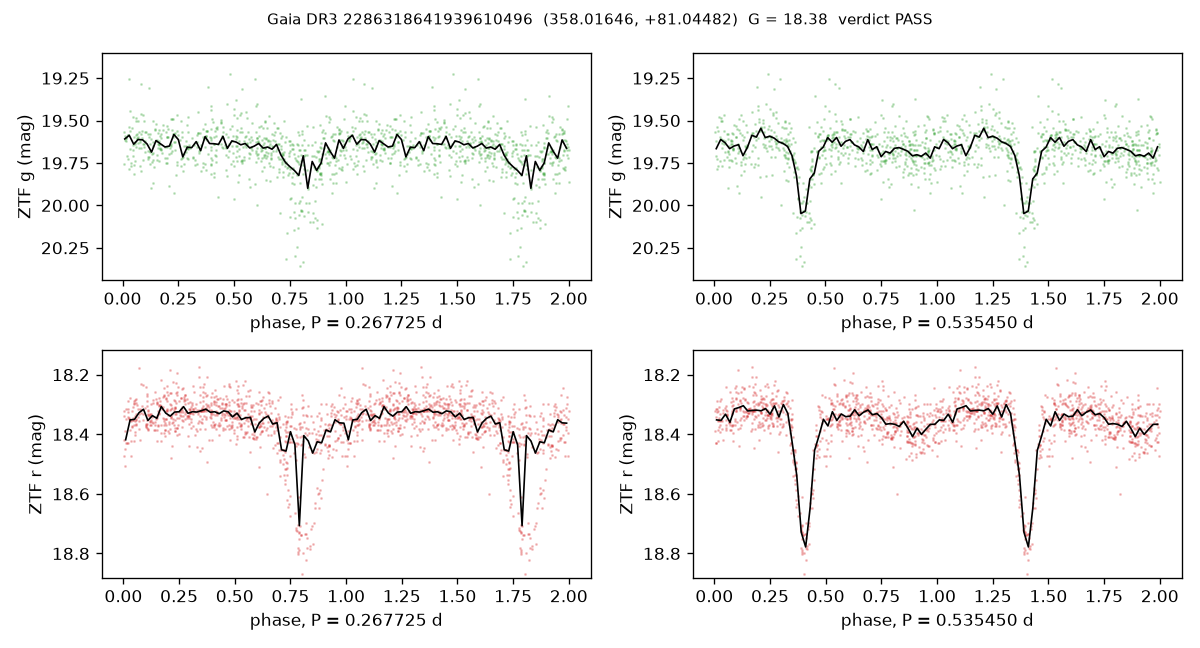 Gaia DR3 2286318641939610496 (358.01646, +81.04482) G = 18.38 verdict PASS
ZTF g (mag)
19.25
19.50
19.75
20.00
20.25
0.00 0.25 0.50 0.75 1.00 1.25 1.50 1.75 2.00
phase, P = 0.267725 d
ZTF g (mag)
19.25
19.50
19.75
20.00
20.25
0.00 0.25 0.50 0.75 1.00 1.25 1.50 1.75 2.00
phase, P = 0.535450 d
ZTF r (mag)
18.2
18.4
18.6
18.8
0.00 0.25 0.50 0.75 1.00 1.25 1.50 1.75 2.00
phase, P = 0.267725 d
ZTF r (mag)
18.2
18.4
18.6
18.8
0.00 0.25 0.50 0.75 1.00 1.25 1.50 1.75 2.00
phase, P = 0.535450 d